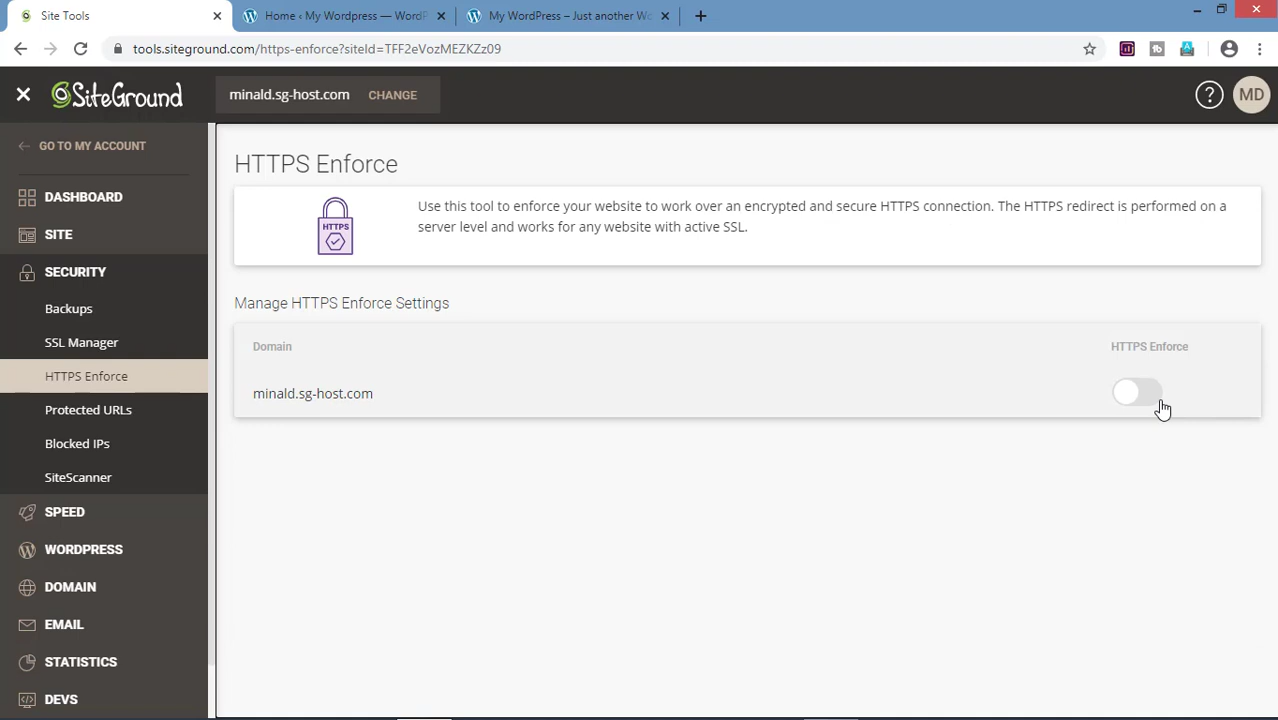 Site Tools
Home ‹ My Wordpress — WordP
My WordPress – Just another Wo
tools.siteground.com/https-enforce?siteId=TFF2eVozMEZKZz09
SiteGround
minald.sg-host.com
CHANGE
?
MD
GO TO MY ACCOUNT
DASHBOARD
SITE
SECURITY
Backups
SSL Manager
HTTPS Enforce
Protected URLs
Blocked IPs
SiteScanner
SPEED
WORDPRESS
DOMAIN
EMAIL
STATISTICS
DEVS
HTTPS Enforce
HTTPS
Use this tool to enforce your website to work over an encrypted and secure HTTPS connection. The HTTPS redirect is performed on a
server level and works for any website with active SSL.
Manage HTTPS Enforce Settings
Domain
HTTPS Enforce
minald.sg-host.com